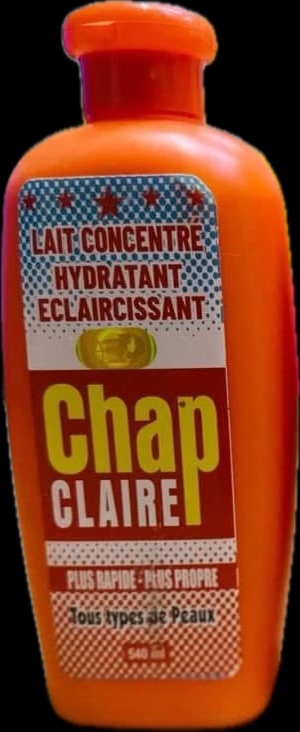 LAIT CONCENTRÉ
HYDRATANT
ECLAIRCISSANT
Chap
CLAIRE
PLUS RAPIDE - PLUS PROPRE
Tous types de Peaux
540 ml